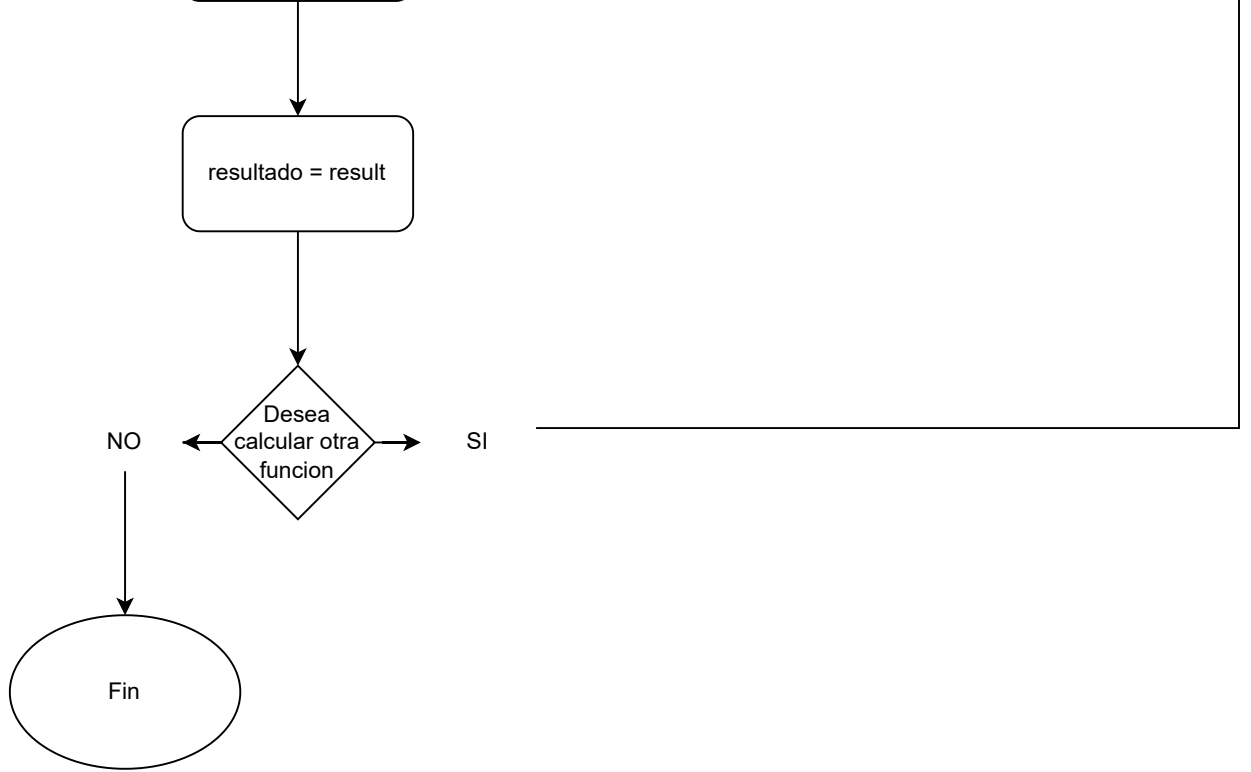 resultado = result
Desea
calcular otra
funcion
NO
SI
Fin